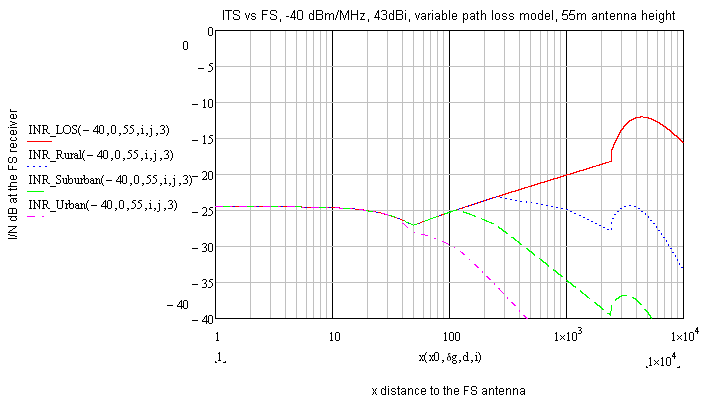 ITS vs FS, -40 dBm/MHz, 43dBi, variable path loss model, 55m antenna height
I/N dB at the FS receiver
0
0
− 5
− 10
− 15
− 20
− 25
− 30
− 35
− 40
− 40
INR_LOS(− 40,0,55,i,j,3)
INR_Rural(− 40,0,55,i,j,3)
INR_Suburban(− 40,0,55,i,j,3)
INR_Urban(− 40,0,55,i,j,3)
1 10 100 1×10³ 1×10⁴
1 x(x0,δg,d,i) 1×10⁴
x distance to the FS antenna